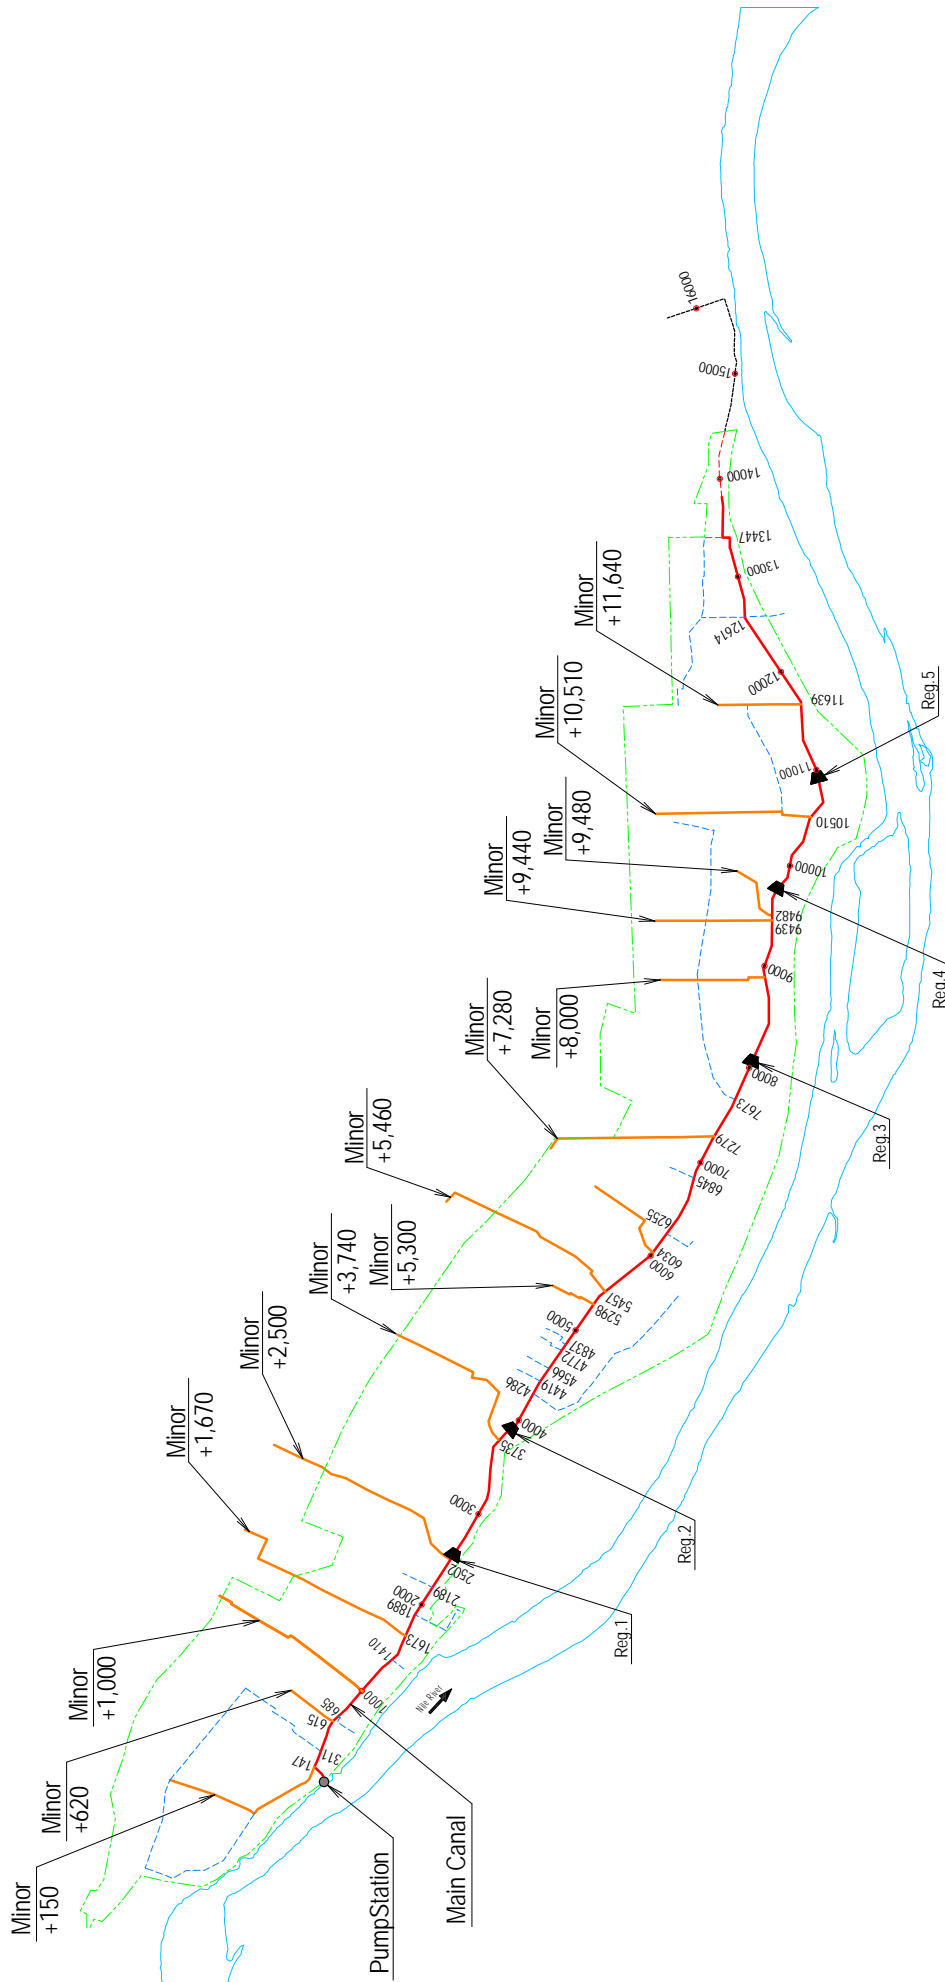 16000
15000
14000
13447
13000
Minor
+11,640
12614
12000
11639
Minor
+10,510
Reg.5
11000
10510
Minor
+9,480
Minor
+9,440
10000
9482
9439
Reg.4
9000
Minor
+8,000
Minor
+7,280
8000
Reg.3
7673
7279
7000
6845
Minor
+5,460
6255
6034
6000
Minor
+5,300
Minor
+3,740
5457
5298
5000
4837
4772
4566
4419
4286
4000
3735
Minor
+2,500
Reg.2
3000
Minor
+1,670
2502
2189
2000
1889
Reg.1
1673
1410
Minor
+1,000
1000
Nile River
685
615
Minor
+620
311
147
Minor
+150
Main Canal
PumpStation